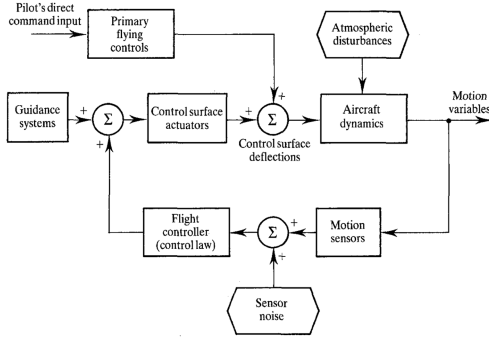 Pilot's direct
command input
Primary
flying
controls
Atmospheric
disturbances
Motion
variables
Guidance
systems
+
Σ
+
Control surface
actuators
+
+
Σ
Control surface
deflections
Aircraft
dynamics
Flight
controller
(control law)
Σ
+
+
Motion
sensors
Sensor
noise